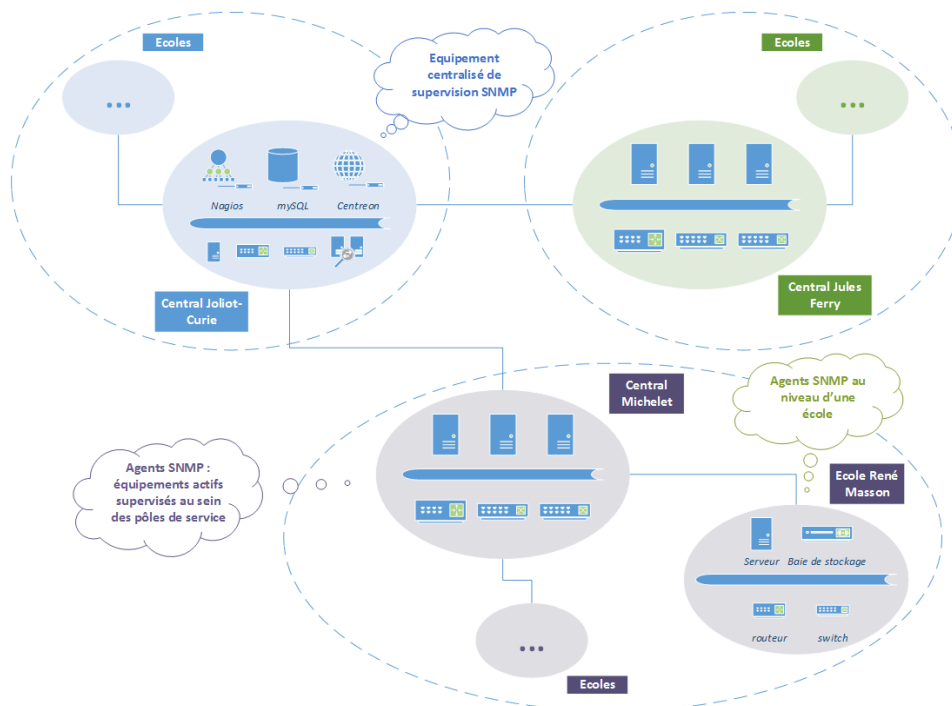 Ecoles
Equipement
centralisé de
supervision SNMP
Ecoles
...
...
Nagios
mySQL
Centreon
Central Joliot-
Curie
Central Jules
Ferry
Central
Michelet
Agents SNMP au
niveau d'une
école
Agents SNMP :
équipements actifs
supervisés au sein
des pôles de service
Ecole René
Masson
Serveur
Baie de stockage
routeur
switch
...
Ecoles